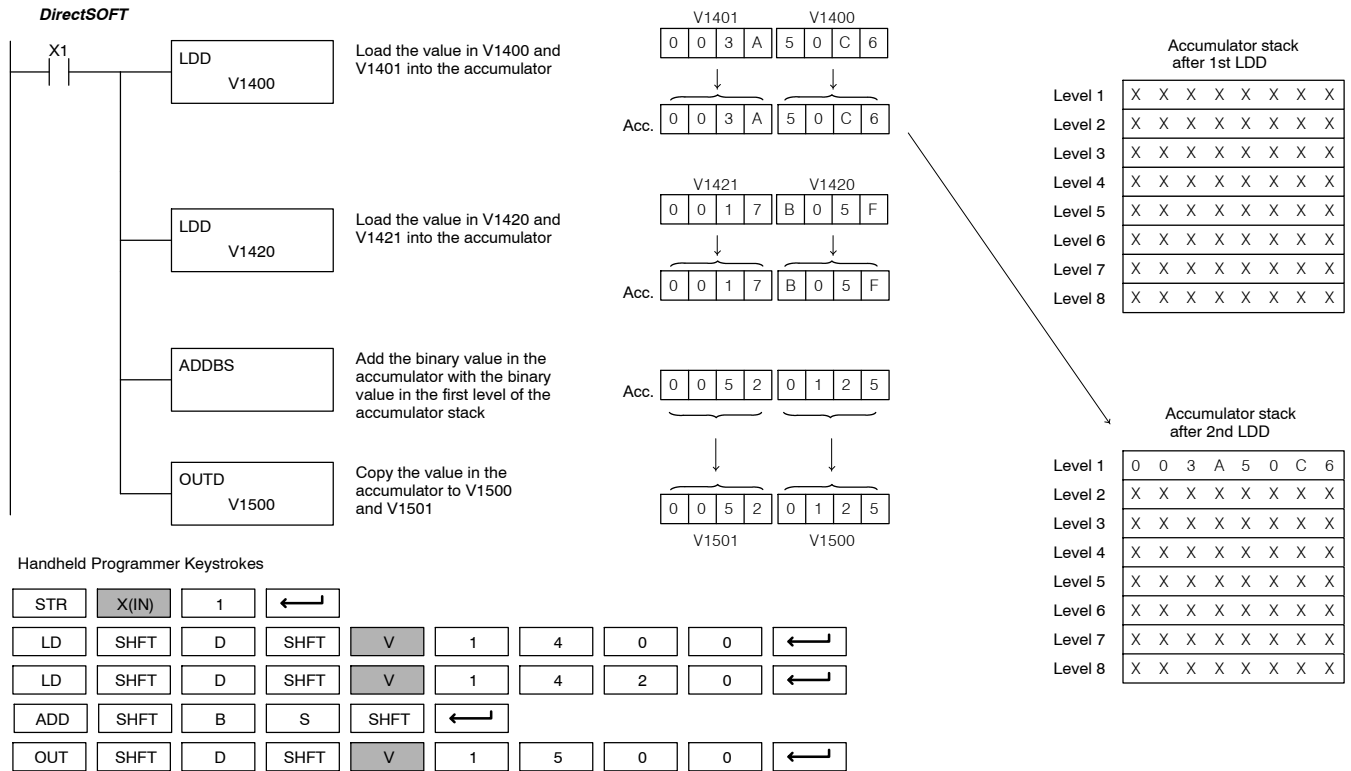 DirectSOFT
X1
LDD
V1400
Load the value in V1400 and
V1401 into the accumulator
V1401 V1400
0 0 3 A 5 0 C 6
Acc. 0 0 3 A 5 0 C 6
LDD
V1420
Load the value in V1420 and
V1421 into the accumulator
V1421 V1420
0 0 1 7 B 0 5 F
Acc. 0 0 1 7 B 0 5 F
ADDBS
Add the binary value in the
accumulator with the binary
value in the first level of the
accumulator stack
Acc. 0 0 5 2 0 1 2 5
OUTD
V1500
Copy the value in the
accumulator to V1500
and V1501
0 0 5 2 0 1 2 5
V1501 V1500
Accumulator stack
after 1st LDD
Level 1 X X X X X X X X
Level 2 X X X X X X X X
Level 3 X X X X X X X X
Level 4 X X X X X X X X
Level 5 X X X X X X X X
Level 6 X X X X X X X X
Level 7 X X X X X X X X
Level 8 X X X X X X X X
Accumulator stack
after 2nd LDD
Level 1 0 0 3 A 5 0 C 6
Level 2 X X X X X X X X
Level 3 X X X X X X X X
Level 4 X X X X X X X X
Level 5 X X X X X X X X
Level 6 X X X X X X X X
Level 7 X X X X X X X X
Level 8 X X X X X X X X
Handheld Programmer Keystrokes
STR X(IN) 1
LD SHFT D SHFT V 1 4 0 0
LD SHFT D SHFT V 1 4 2 0
ADD SHFT B S SHFT
OUT SHFT D SHFT V 1 5 0 0